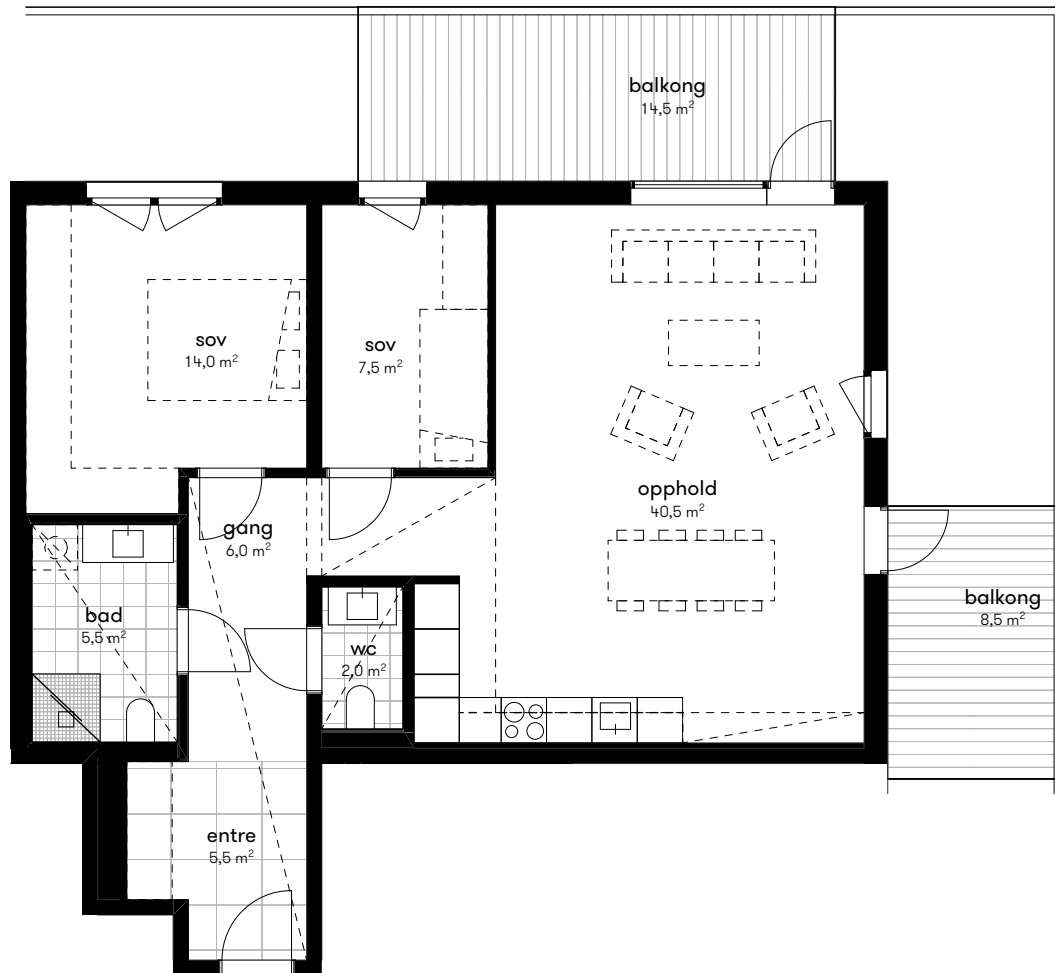 balkong
14,5 m²
sov
14,0 m²
sov
7,5 m²
opphold
40,5 m²
gang
6,0 m²
balkong
8,5 m²
bad
5,5 m²
wc
2,0 m²
entre
5,5 m²